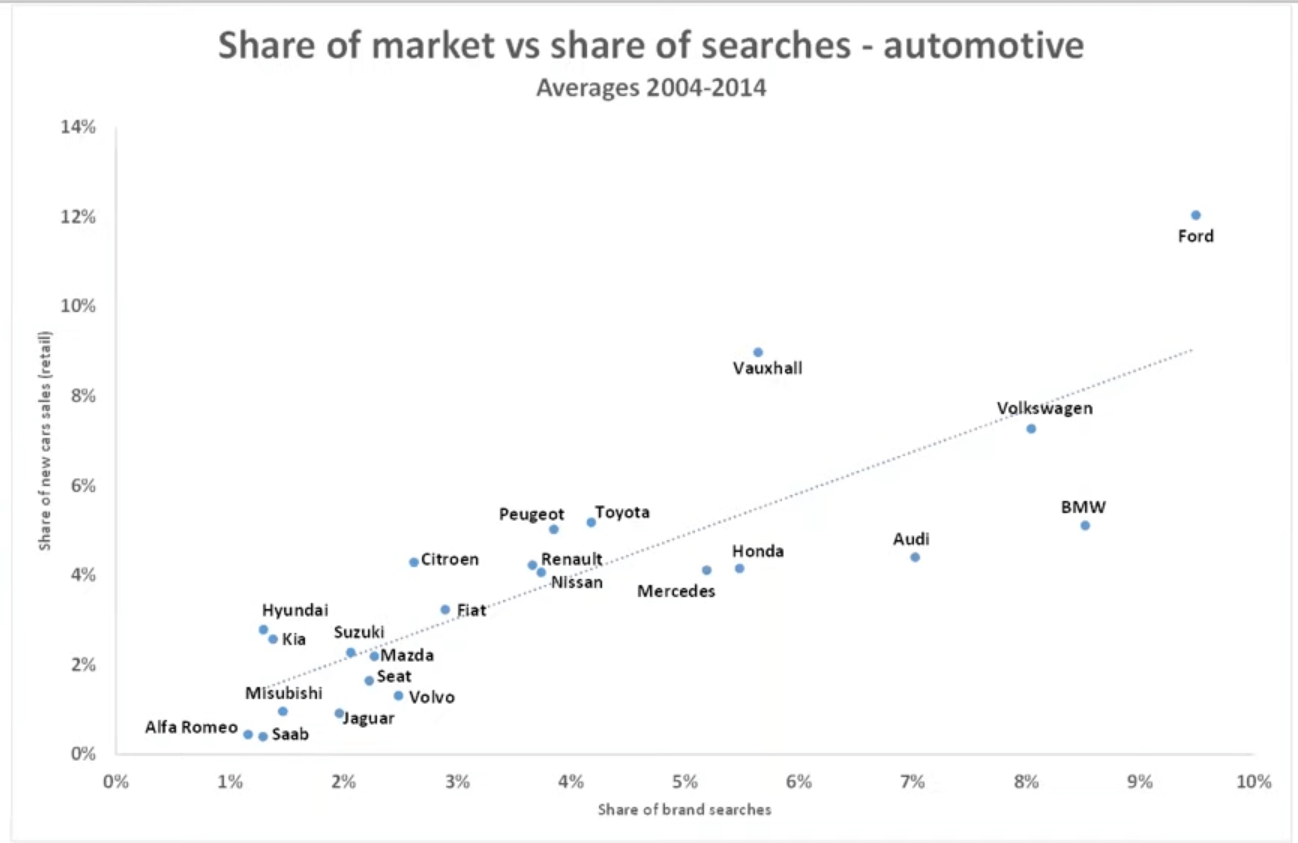 Share of market vs share of searches - automotive
Averages 2004-2014
14%
12%
10%
8%
6%
4%
2%
0%
Share of new cars sales (retail)
Ford
Vauxhall
Volkswagen
BMW
Peugeot
Toyota
Audi
Honda
Citroen
Renault
Nissan
Mercedes
Hyundai
Fiat
Kia
Suzuki
Mazda
Seat
Misubishi
Volvo
Jaguar
Alfa Romeo
Saab
0% 1% 2% 3% 4% 5% 6% 7% 8% 9% 10%
Share of brand searches